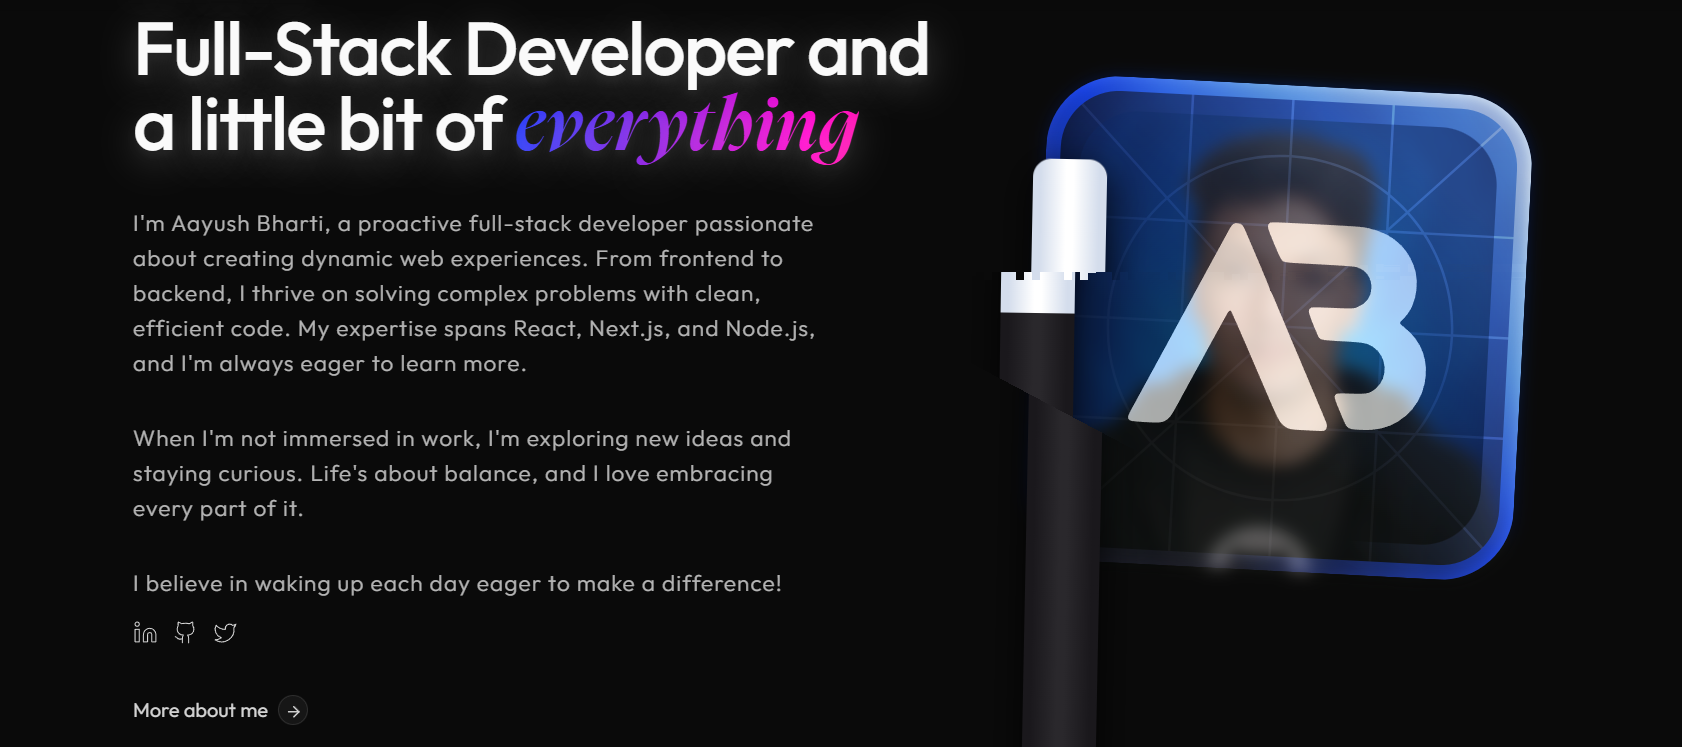 Full-Stack Developer and
a little bit of everything
I'm Aayush Bharti, a proactive full-stack developer passionate
about creating dynamic web experiences. From frontend to
backend, I thrive on solving complex problems with clean,
efficient code. My expertise spans React, Next.js, and Node.js,
and I'm always eager to learn more.
When I'm not immersed in work, I'm exploring new ideas and
staying curious. Life's about balance, and I love embracing
every part of it.
I believe in waking up each day eager to make a difference!
in
More about me
AB